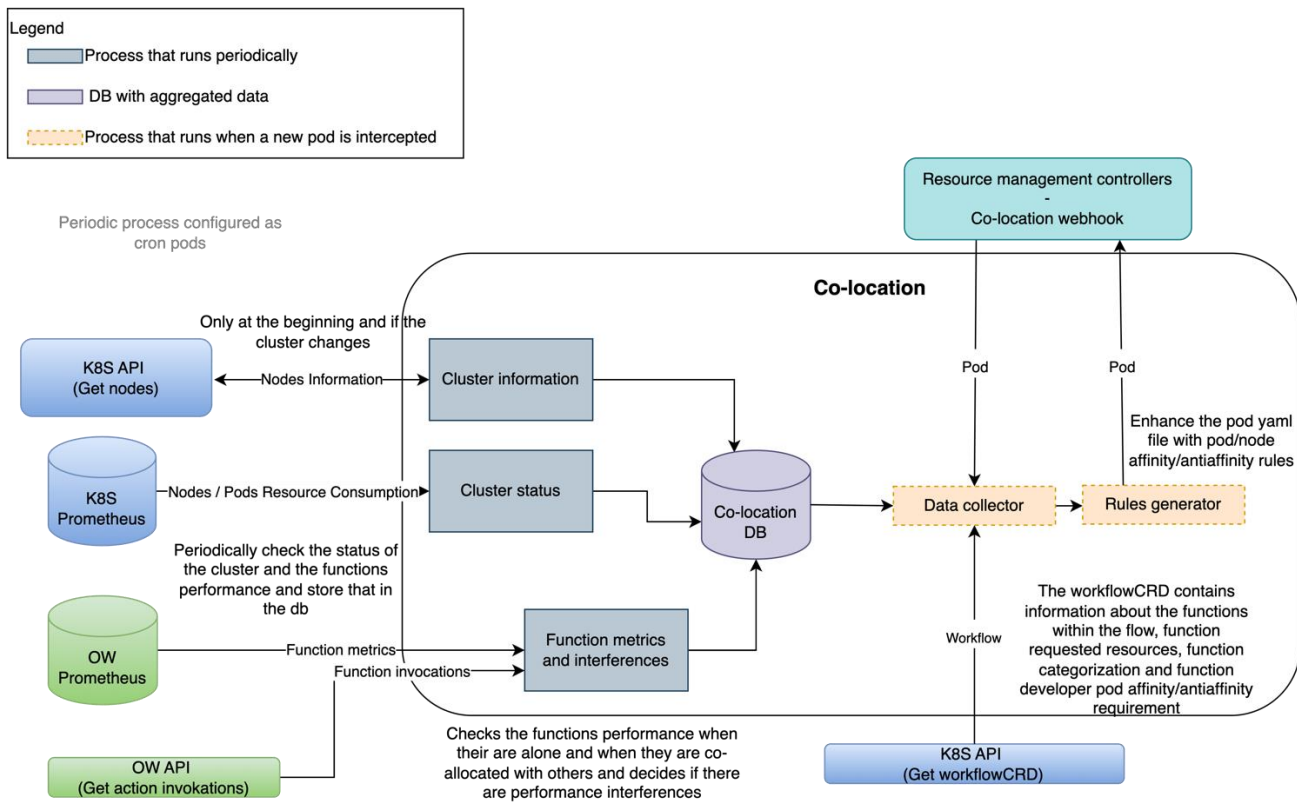 Legend
Process that runs periodically
DB with aggregated data
Process that runs when a new pod is intercepted
Periodic process configured as
cron pods
Resource management controllers
-
Co-location webhook
Co-location
Only at the beginning and if the
cluster changes
K8S API
(Get nodes)
Nodes Information
Cluster information
Pod
Pod
Enhance the pod yaml
file with pod/node
affinity/antiaffinity rules
K8S
Prometheus
Nodes / Pods Resource Consumption
Cluster status
Co-location
DB
Data collector
Rules generator
Periodically check the status of
the cluster and the functions
performance and store that in
the db
OW
Prometheus
Function metrics
Function invocations
Function metrics
and interferences
Workflow
The workflowCRD contains
information about the functions
within the flow, function
requested resources, function
categorization and function
developer pod affinity/antiaffinity
requirement
Checks the functions performance when
their are alone and when they are co-
allocated with others and decides if there
are performance interferences
OW API
(Get action invokations)
K8S API
(Get workflowCRD)